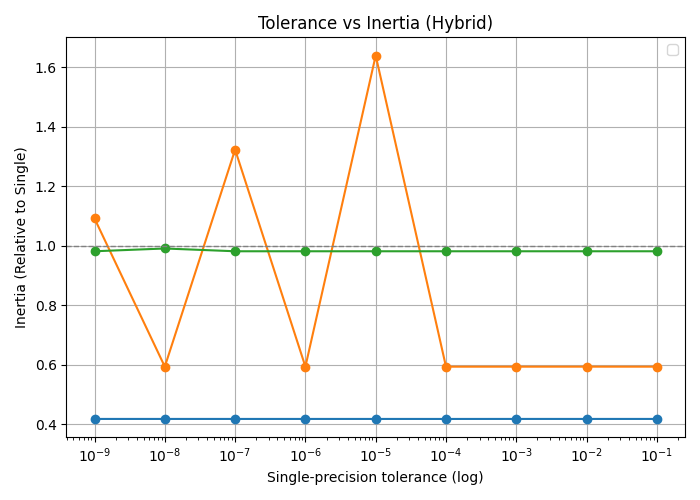 Tolerance vs Inertia (Hybrid)
Inertia (Relative to Single)
1.6
1.4
1.2
1.0
0.8
0.6
0.4
10⁻⁹ 10⁻⁸ 10⁻⁷ 10⁻⁶ 10⁻⁵ 10⁻⁴ 10⁻³ 10⁻² 10⁻¹
Single-precision tolerance (log)